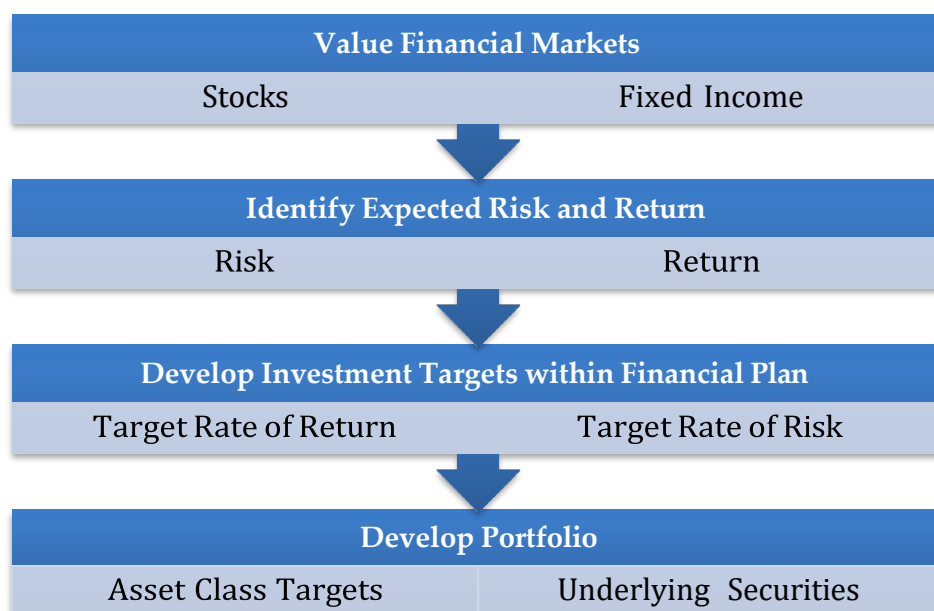 Value Financial Markets
Stocks Fixed Income
Identify Expected Risk and Return
Risk Return
Develop Investment Targets within Financial Plan
Target Rate of Return Target Rate of Risk
Develop Portfolio
Asset Class Targets Underlying Securities